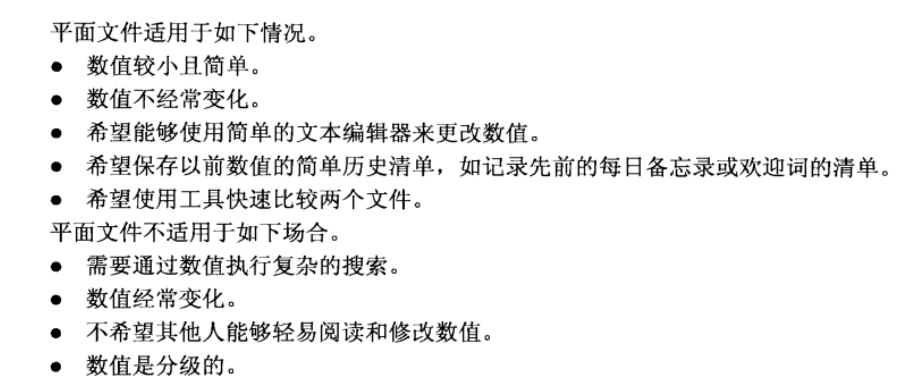 平面文件适用于如下情况。
● 数值较小且简单。
● 数值不经常变化。
● 希望能够使用简单的文本编辑器来更改数值。
● 希望保存以前数值的简单历史清单，如记录先前的每日备忘录或欢迎词的清单。
● 希望使用工具快速比较两个文件。
平面文件不适用于如下场合。
● 需要通过数值执行复杂的搜索。
● 数值经常变化。
● 不希望其他人能够轻易阅读和修改数值。
● 数值是分级的。